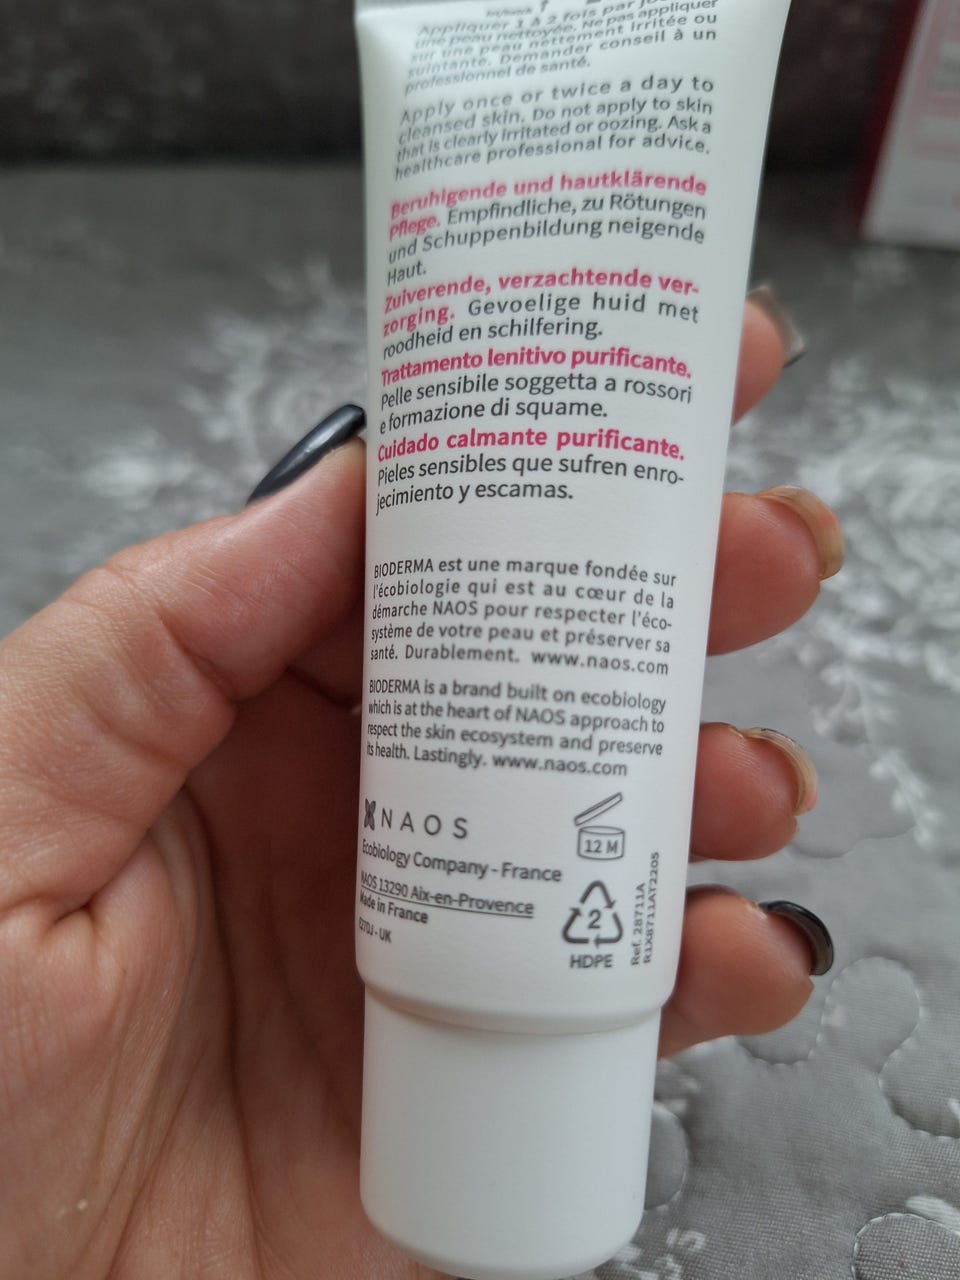 Appliquer 1 à 2 fois par jour
une peau nettoyée. Ne pas appliquer
sur une peau nettement irritée ou
suintante. Demander conseil à un
professionnel de santé.
Apply once or twice a day to
cleansed skin. Do not apply to skin
that is clearly irritated or oozing. Ask a
healthcare professional for advice.
Beruhigende und hautklärende
Pflege. Empfindliche, zu Rötungen
und Schuppenbildung neigende
Haut.
Zuiverende, verzachtende ver-
zorging. Gevoelige huid met
roodheid en schilfering.
Trattamento lenitivo purificante.
Pelle sensibile soggetta a rossori
e formazione di squame.
Cuidado calmante purificante.
Pieles sensibles que sufren enro-
jecimiento y escamas.
BIODERMA est une marque fondée sur
l'écobiologie qui est au cœur de la
démarche NAOS pour respecter l'éco-
système de votre peau et préserver sa
santé. Durablement. www.naos.com
BIODERMA is a brand built on ecobiology
which is at the heart of NAOS approach to
respect the skin ecosystem and preserve
its health. Lastingly. www.naos.com
NAOS
Ecobiology Company - France
NAOS 13290 Aix-en-Provence
Made in France
- UK
12 M
2
HDPE
Ref. 28711A
R1X8711AT2205